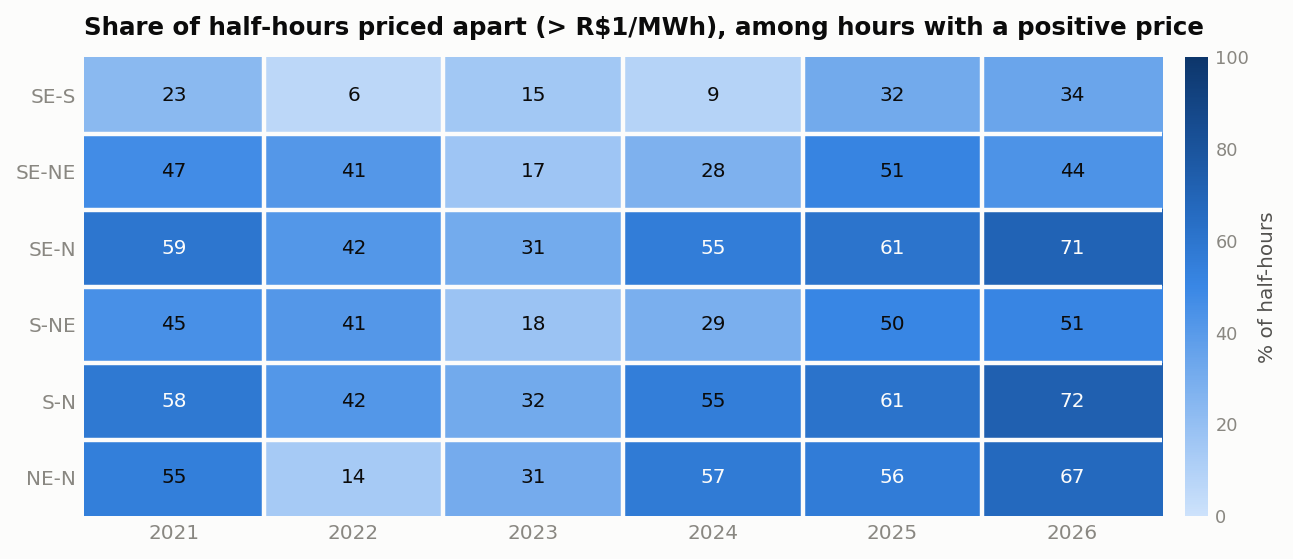 Share of half-hours priced apart (> R$1/MWh), among hours with a positive price
SE-S 23 6 15 9 32 34
SE-NE 47 41 17 28 51 44
SE-N 59 42 31 55 61 71
S-NE 45 41 18 29 50 51
S-N 58 42 32 55 61 72
NE-N 55 14 31 57 56 67
2021 2022 2023 2024 2025 2026
100
80
60
40
20
0
% of half-hours